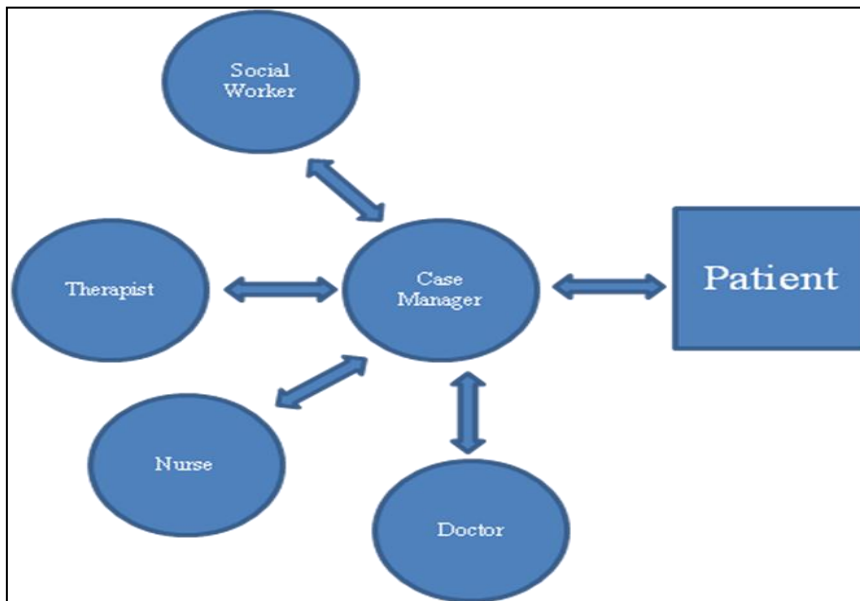 Social
Worker
Therapist
Case
Manager
Patient
Nurse
Doctor